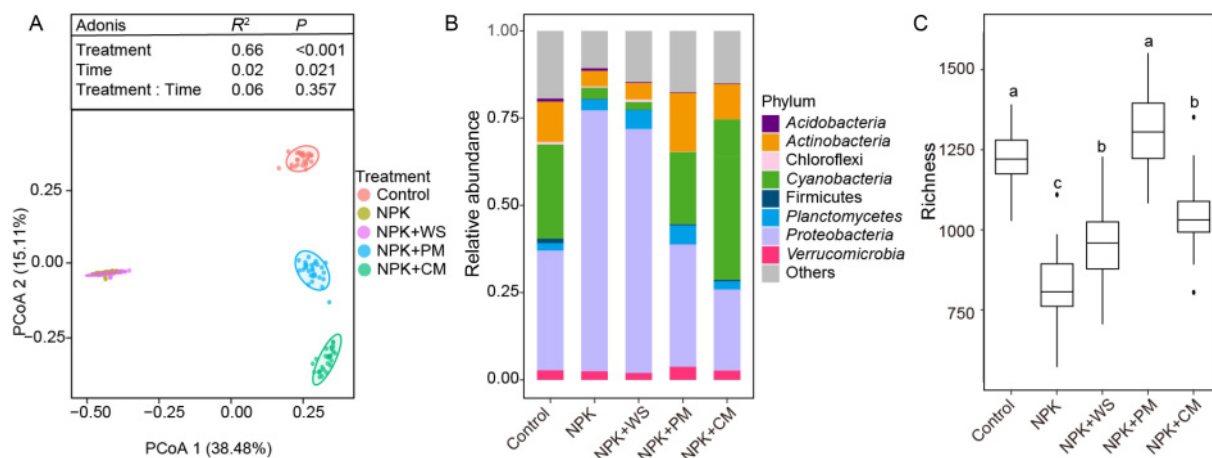 A
Adonis R² P
Treatment 0.66 <0.001
Time 0.02 0.021
Treatment : Time 0.06 0.357
PCoA 2 (15.11%)
0.25
0.00
−0.25
−0.50 −0.25 0.00 0.25
PCoA 1 (38.48%)
Treatment
Control
NPK
NPK+WS
NPK+PM
NPK+CM
B
Relative abundance
1.00
0.75
0.50
0.25
0.00
Control NPK NPK+WS NPK+PM NPK+CM
Phylum
Acidobacteria
Actinobacteria
Chloroflexi
Cyanobacteria
Firmicutes
Planctomycetes
Proteobacteria
Verrucomicrobia
Others
C
Richness
1500
1250
1000
750
a c b a b
Control NPK NPK+WS NPK+PM NPK+CM